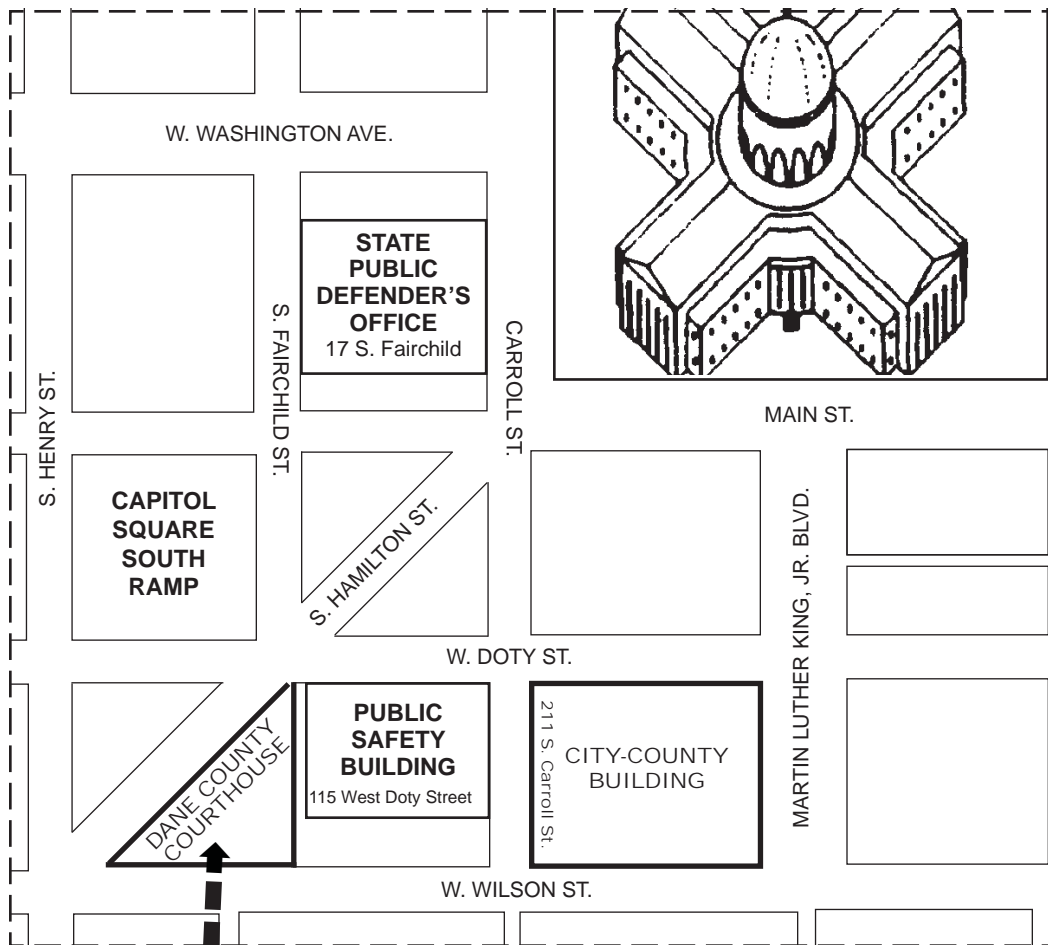 W. WASHINGTON AVE.
STATE
PUBLIC
DEFENDER’S
OFFICE
17 S. Fairchild
S. HENRY ST.
S. FAIRCHILD ST.
CARROLL ST.
MAIN ST.
CAPITOL
SQUARE
SOUTH
RAMP
S. HAMILTON ST.
MARTIN LUTHER KING, JR. BLVD.
W. DOTY ST.
DANE COUNTY
COURTHOUSE
PUBLIC
SAFETY
BUILDING
115 West Doty Street
211 S. Carroll St.
CITY-COUNTY
BUILDING
W. WILSON ST.